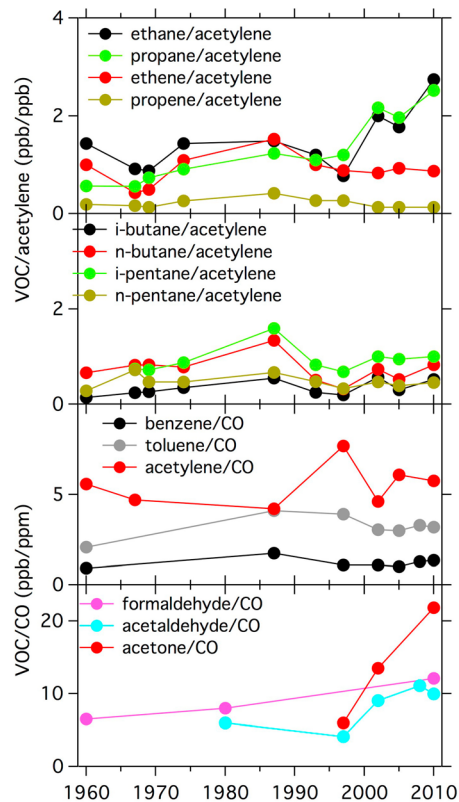 ethane/acetylene
propane/acetylene
ethene/acetylene
propene/acetylene
4
2
0
VOC/acetylene (ppb/ppb)
i-butane/acetylene
n-butane/acetylene
i-pentane/acetylene
n-pentane/acetylene
2
0
benzene/CO
toluene/CO
acetylene/CO
5
0
VOC/CO (ppb/ppm)
formaldehyde/CO
acetaldehyde/CO
acetone/CO
20
10
0
1960 1970 1980 1990 2000 2010